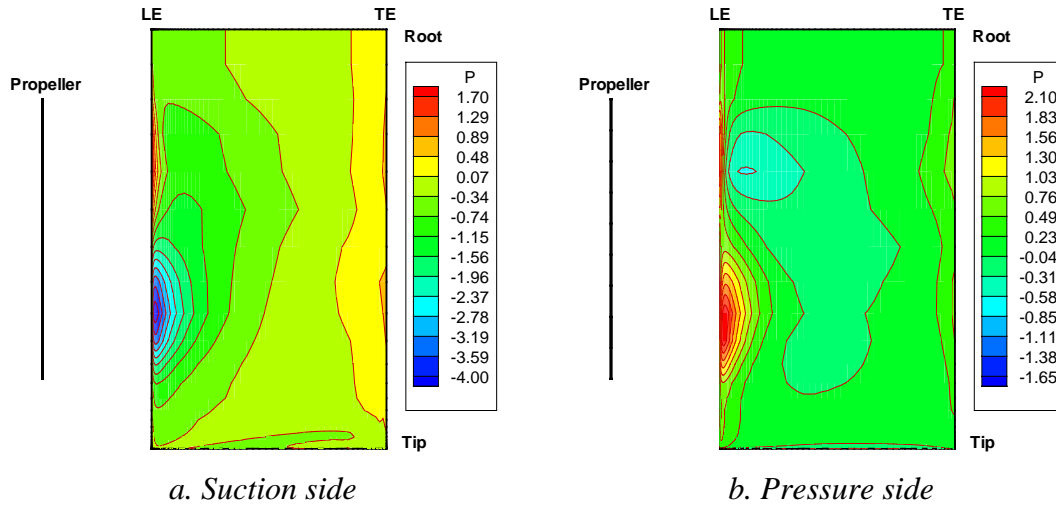 LE TE
Root
Propeller
P
1.70
1.29
0.89
0.48
0.07
-0.34
-0.74
-1.15
-1.56
-1.96
-2.37
-2.78
-3.19
-3.59
-4.00
Tip
a. Suction side
LE TE
Root
Propeller
P
2.10
1.83
1.56
1.30
1.03
0.76
0.49
0.23
-0.04
-0.31
-0.58
-0.85
-1.11
-1.38
-1.65
Tip
b. Pressure side